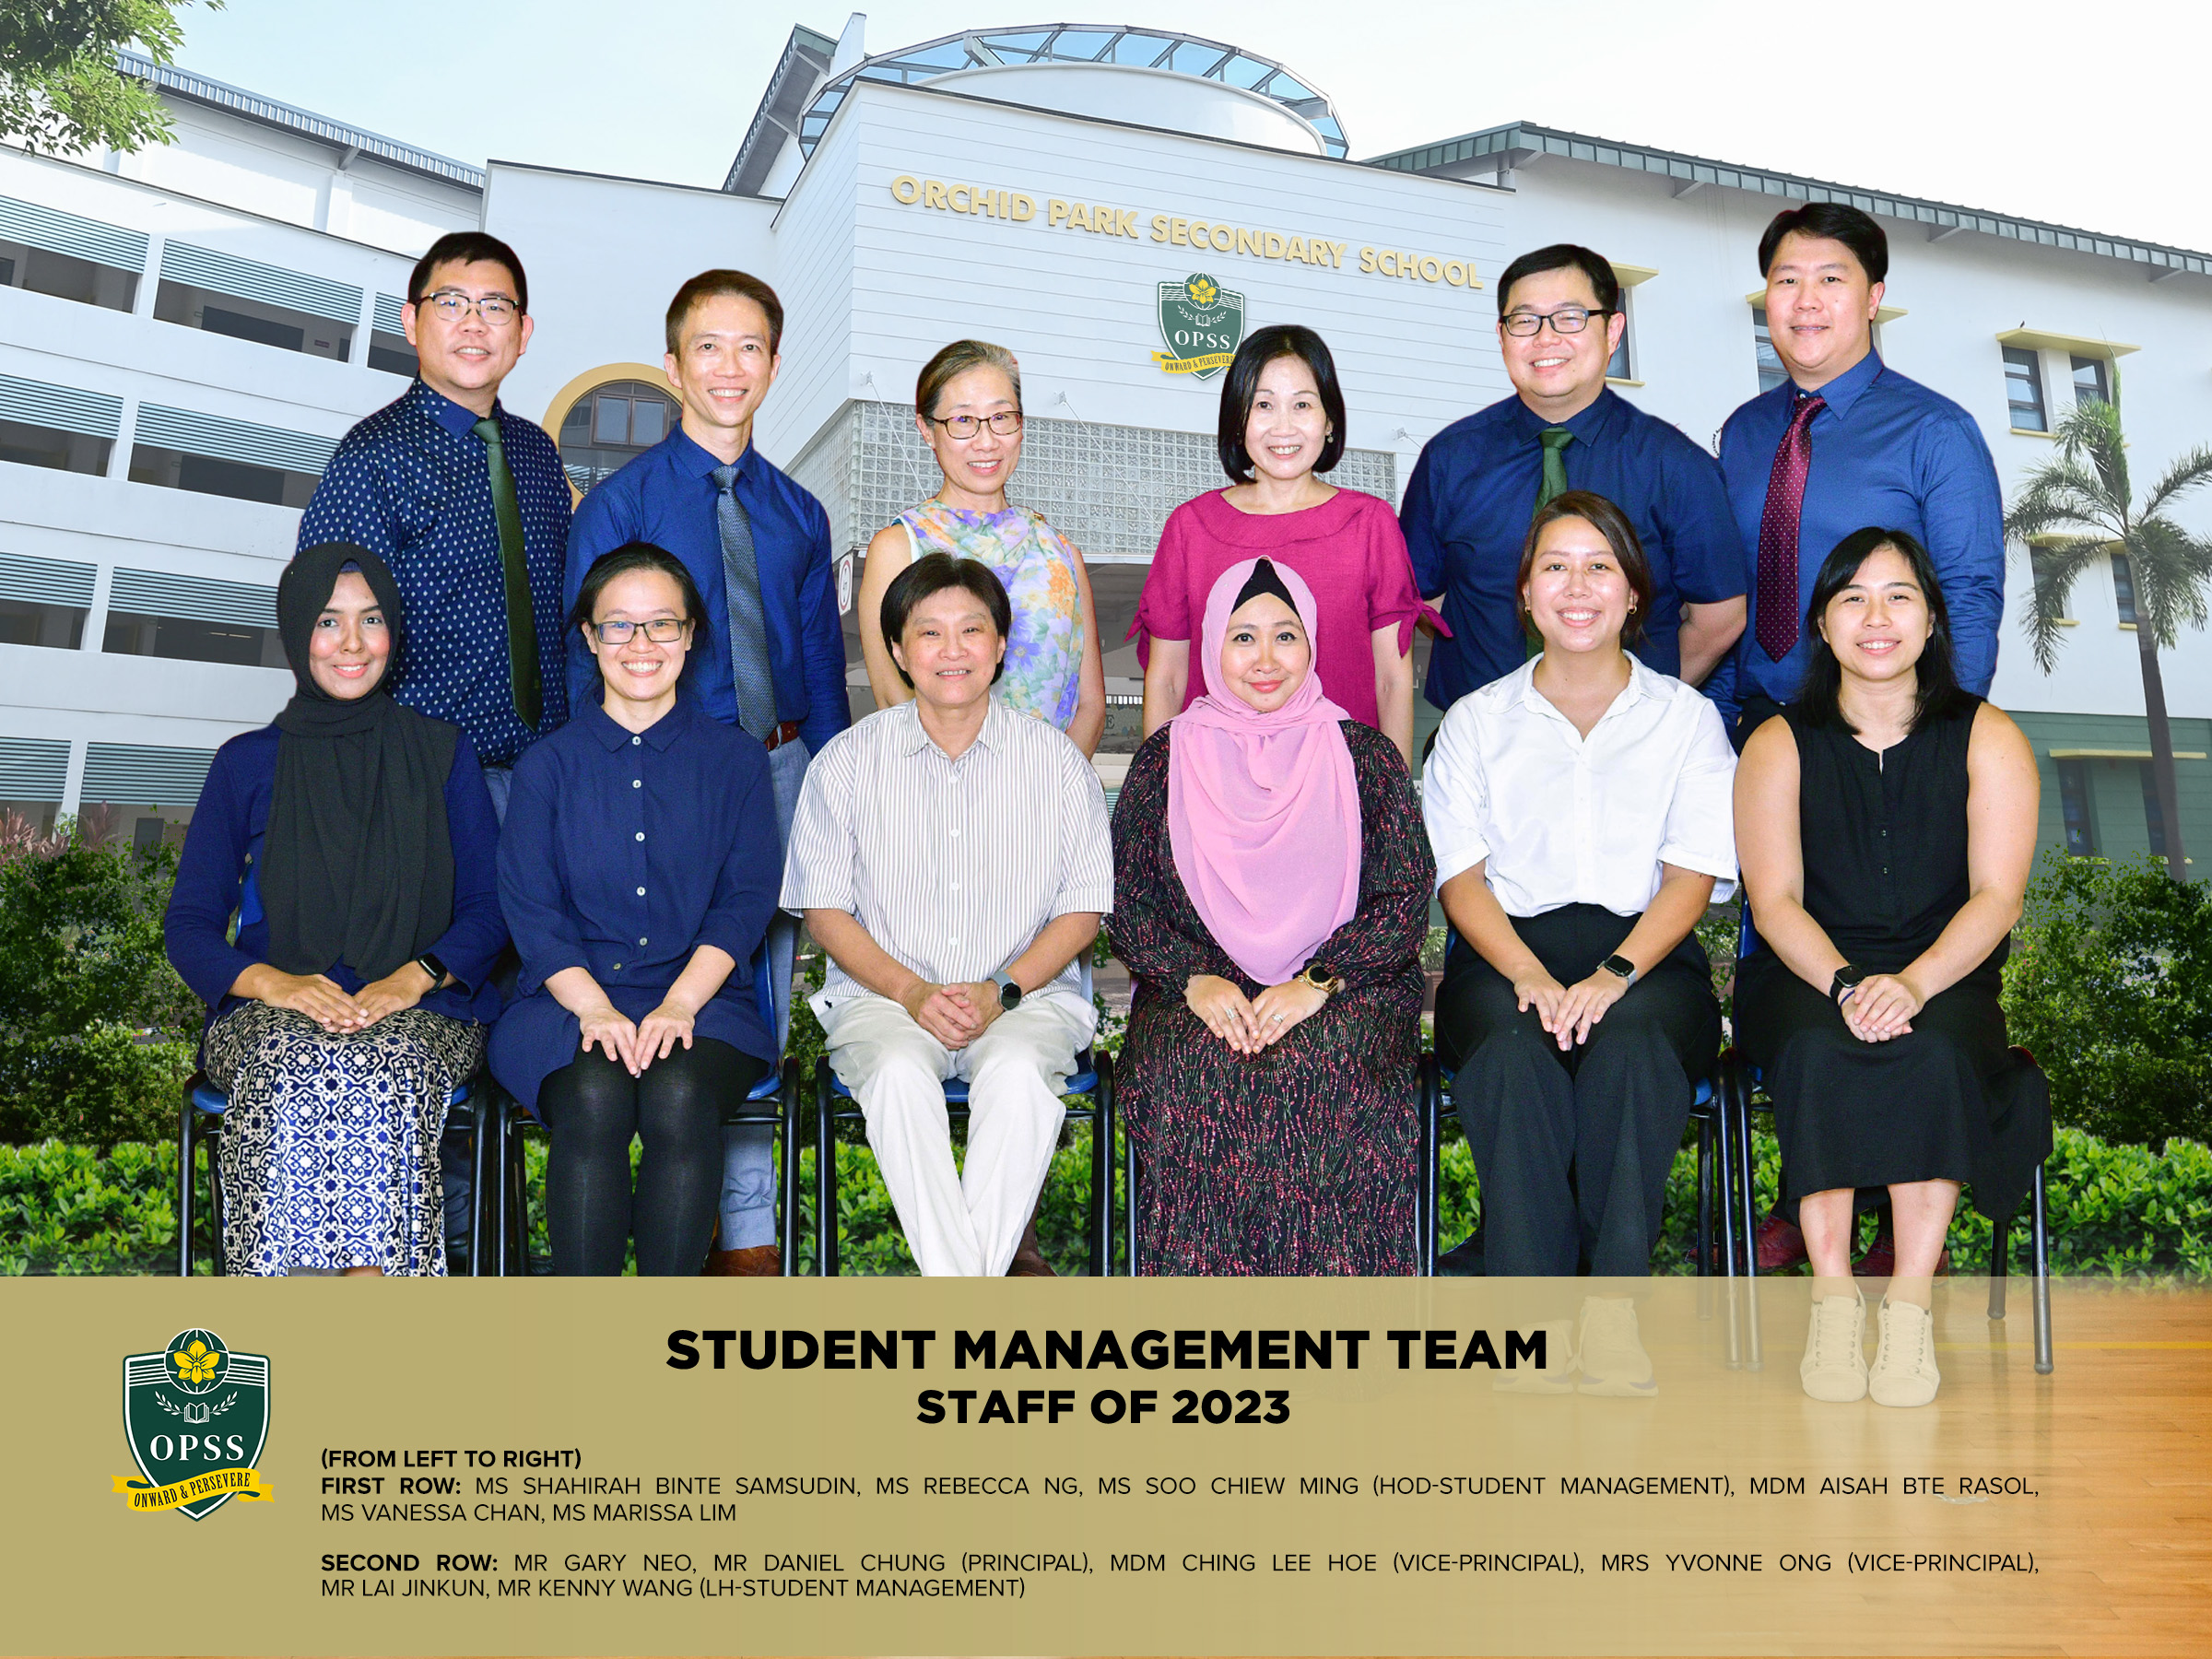 ORCHID PARK SECONDARY SCHOOL
OPSS
ONWARD & PERSEVERE
STUDENT MANAGEMENT TEAM
STAFF OF 2023
OPSS
ONWARD & PERSEVERE
(FROM LEFT TO RIGHT)
FIRST ROW: MS SHAHIRAH BINTE SAMSUDIN, MS REBECCA NG, MS SOO CHIEW MING (HOD-STUDENT MANAGEMENT), MDM AISAH BTE RASOL,
MS VANESSA CHAN, MS MARISSA LIM
SECOND ROW: MR GARY NEO, MR DANIEL CHUNG (PRINCIPAL), MDM CHING LEE HOE (VICE-PRINCIPAL), MRS YVONNE ONG (VICE-PRINCIPAL),
MR LAI JINKUN, MR KENNY WANG (LH-STUDENT MANAGEMENT)